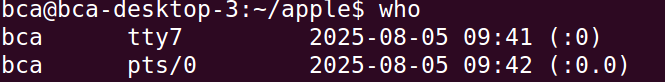 bca@bca-desktop-3:~/apple$ who
bca      tty7         2025-08-05 09:41 (:0)
bca      pts/0        2025-08-05 09:42 (:0.0)